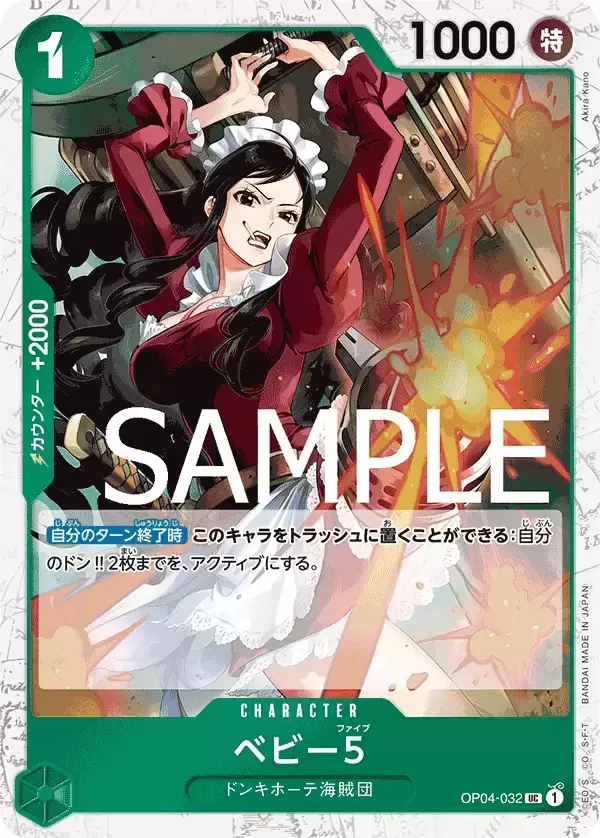 1
1000
特
Akira Kano
カウンター +2000
SAMPLE
自分のターン終了時 このキャラをトラッシュに置くことができる:自分
のドン!!2枚までを、アクティブにする。
CHARACTER
ベビー5
ファイブ
ドンキホーテ海賊団
OP04-032 UC 1
©E.O./S. ©./S.F.T BANDAI MADE IN JAPAN